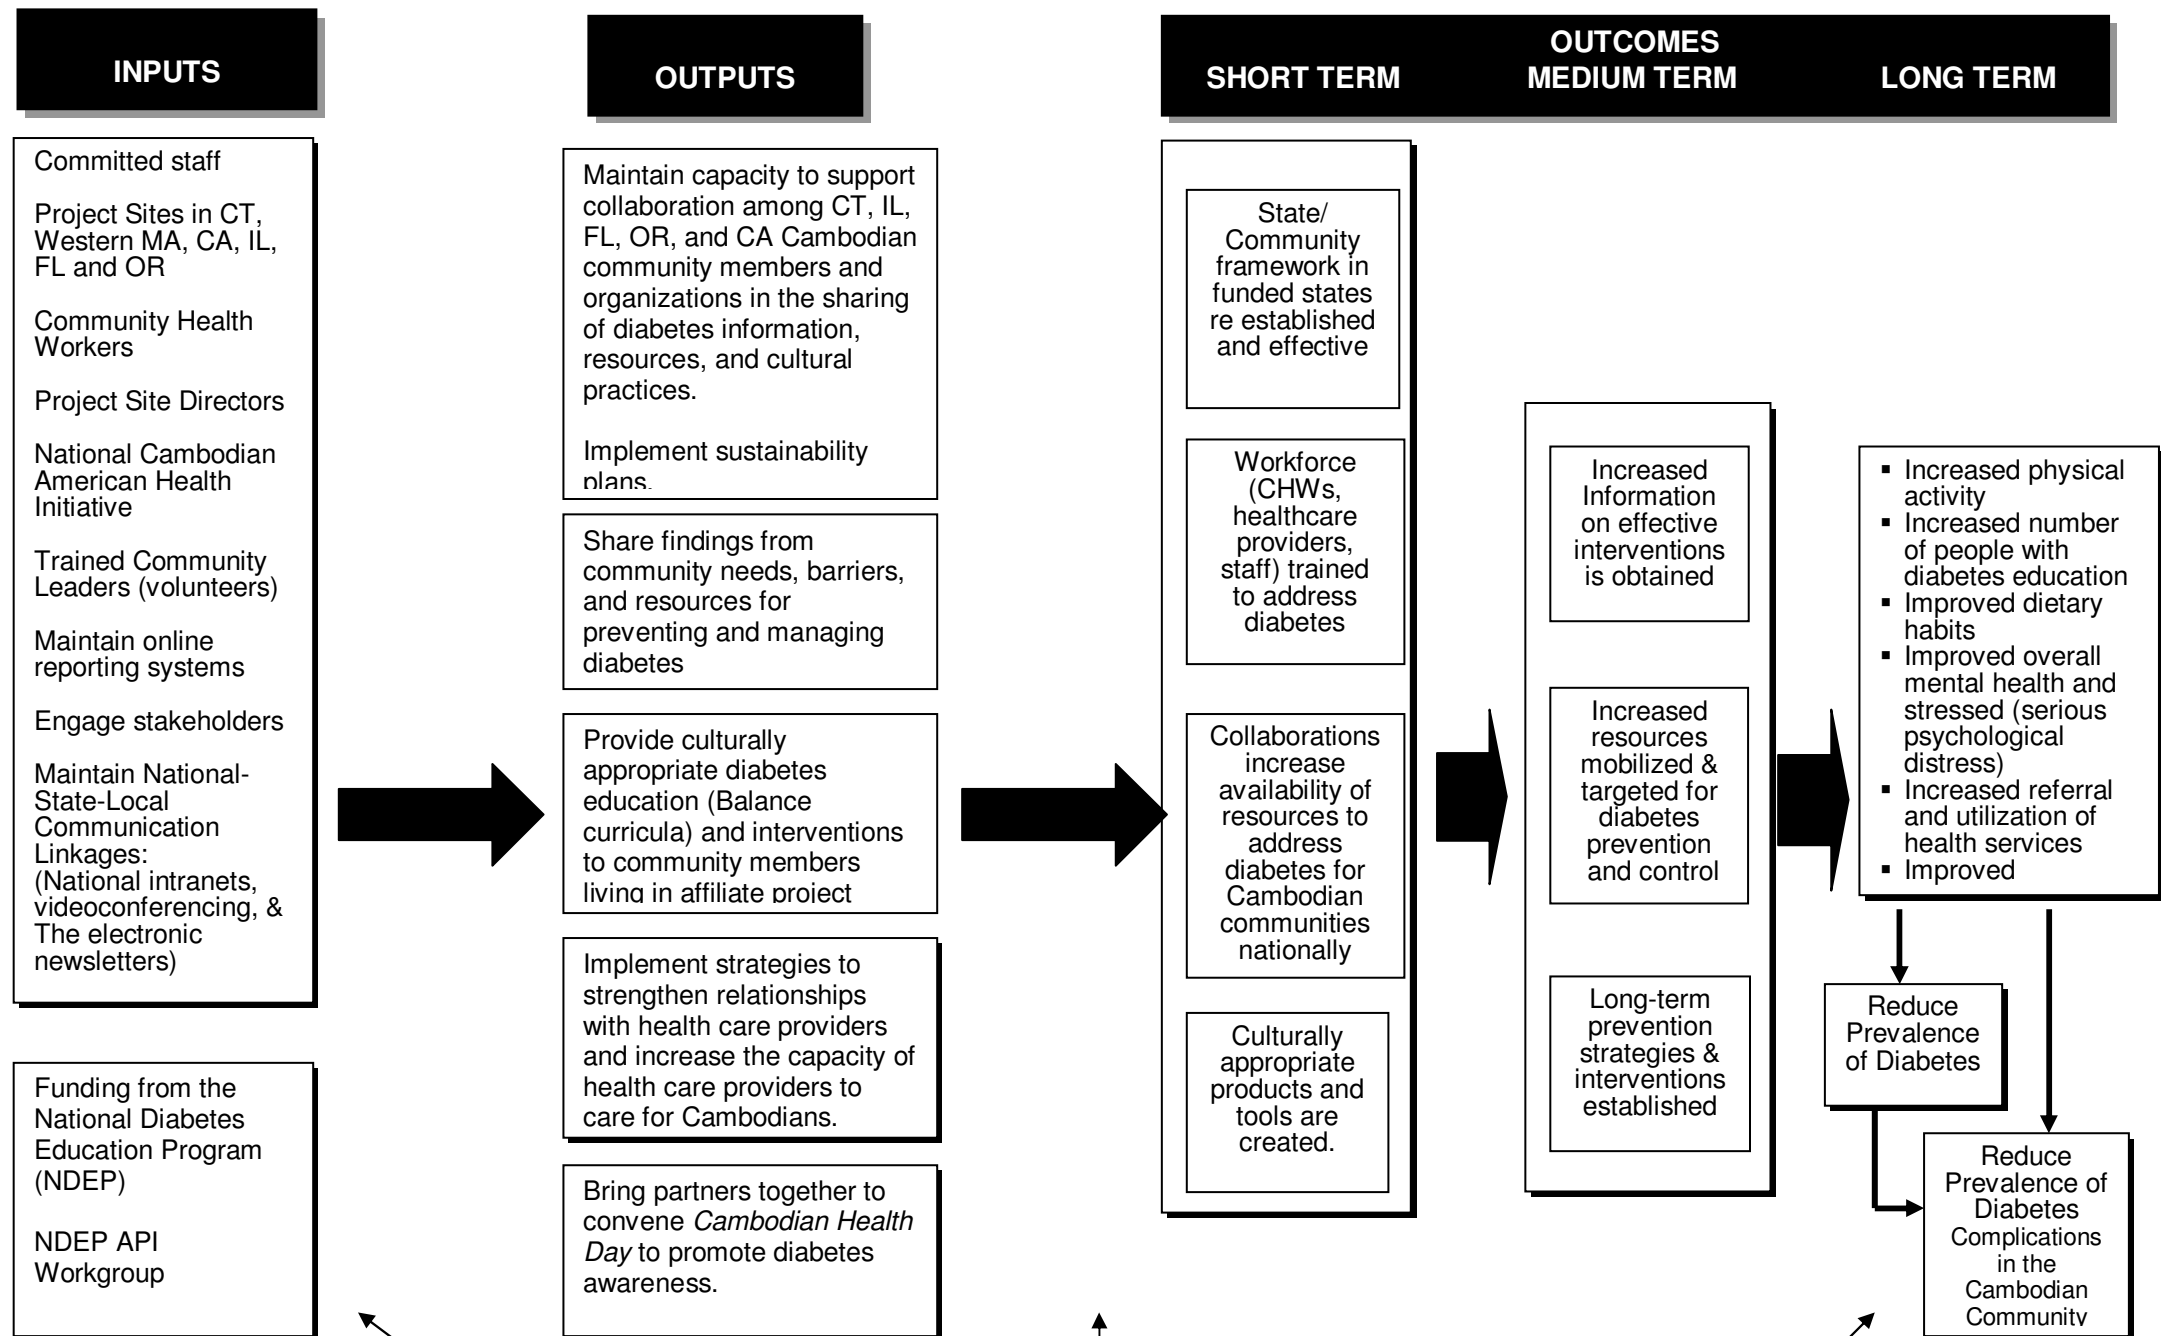 INPUTS
OUTPUTS
OUTCOMES
SHORT TERM MEDIUM TERM LONG TERM
Committed staff
Project Sites in CT,
Western MA, CA, IL,
FL and OR
Community Health
Workers
Project Site Directors
National Cambodian
American Health
Initiative
Trained Community
Leaders (volunteers)
Maintain online
reporting systems
Engage stakeholders
Maintain National-
State-Local
Communication
Linkages:
(National intranets,
videoconferencing, &
The electronic
newsletters)
Funding from the
National Diabetes
Education Program
(NDEP)
NDEP API
Workgroup
Maintain capacity to support
collaboration among CT, IL,
FL, OR, and CA Cambodian
community members and
organizations in the sharing
of diabetes information,
resources, and cultural
practices.
Implement sustainability
plans.
Share findings from
community needs, barriers,
and resources for
preventing and managing
diabetes
Provide culturally
appropriate diabetes
education (Balance
curricula) and interventions
to community members
living in affiliate project
Implement strategies to
strengthen relationships
with health care providers
and increase the capacity of
health care providers to
care for Cambodians.
Bring partners together to
convene Cambodian Health
Day to promote diabetes
awareness.
State/
Community
framework in
funded states
re established
and effective
Workforce
(CHWs,
healthcare
providers,
staff) trained
to address
diabetes
Collaborations
increase
availability of
resources to
address
diabetes for
Cambodian
communities
nationally
Culturally
appropriate
products and
tools are
created.
Increased
Information
on effective
interventions
is obtained
Increased
resources
mobilized &
targeted for
diabetes
prevention
and control
Long-term
prevention
strategies &
interventions
established
▪ Increased physical
activity
▪ Increased number
of people with
diabetes education
▪ Improved dietary
habits
▪ Improved overall
mental health and
stressed (serious
psychological
distress)
▪ Increased referral
and utilization of
health services
▪ Improved
Reduce
Prevalence
of Diabetes
Reduce
Prevalence of
Diabetes
Complications
in the
Cambodian
Community